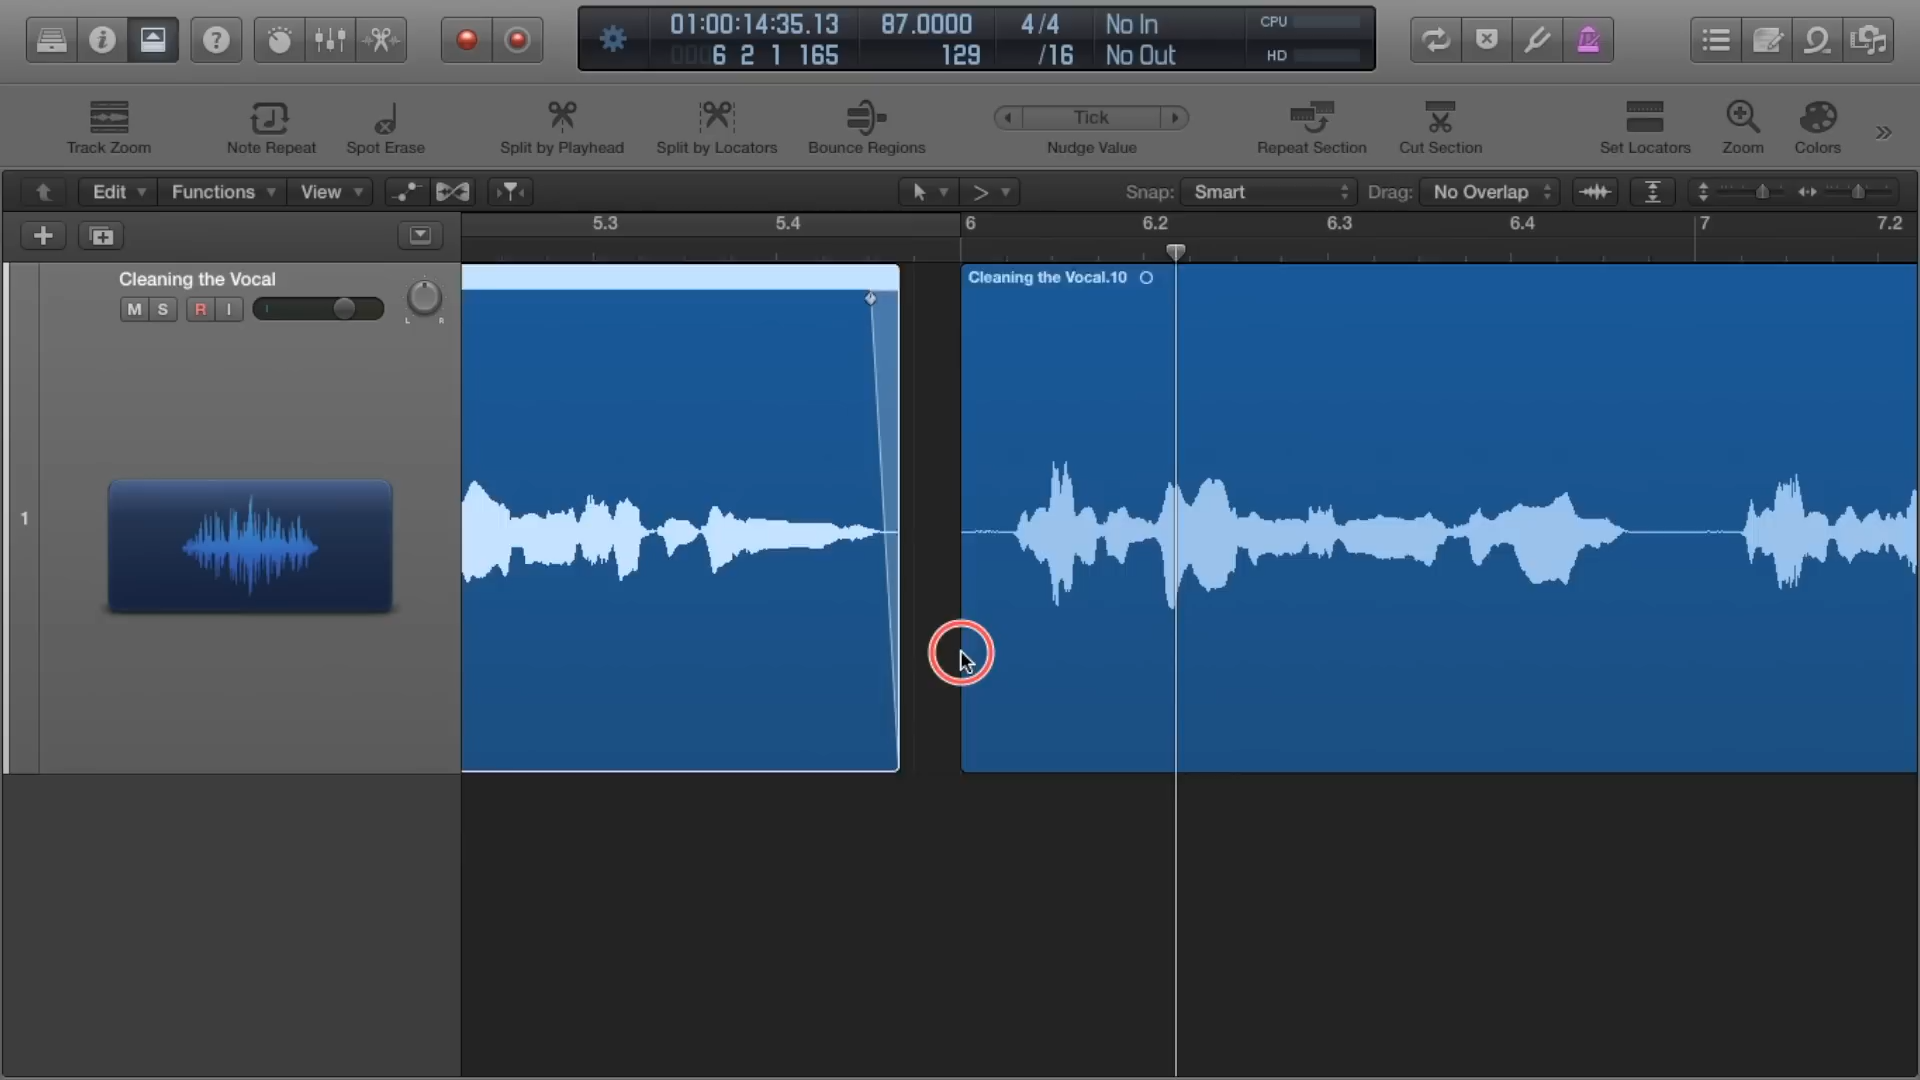 01:00:14:35.13 87.0000 4/4 No In CPU
0006 2 1 165 129 /16 No Out HD
Track Zoom Note Repeat Spot Erase Split by Playhead Split by Locators Bounce Regions Tick Nudge Value Repeat Section Cut Section Set Locators Zoom Colors
Edit Functions View Snap: Smart Drag: No Overlap
5.3 5.4 6 6.2 6.3 6.4 7 7.2
Cleaning the Vocal
M S R I L R
Cleaning the Vocal.10
1